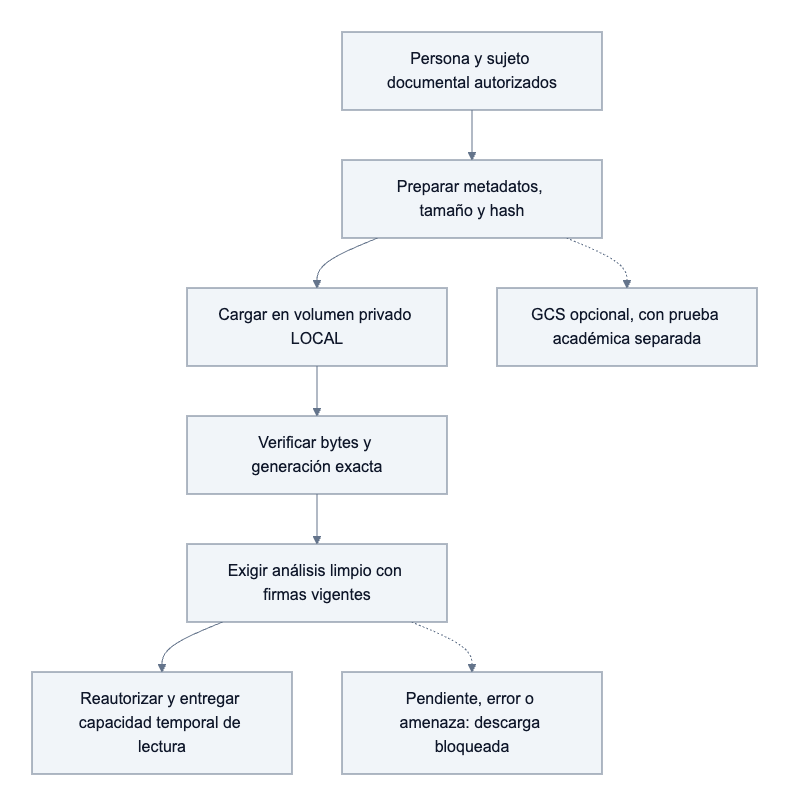 Persona y sujeto
documental autorizados
Preparar metadatos,
tamaño y hash
Cargar en volumen privado
LOCAL
GCS opcional, con prueba
académica separada
Verificar bytes y
generación exacta
Exigir análisis limpio con
firmas vigentes
Reautorizar y entregar
capacidad temporal de
lectura
Pendiente, error o
amenaza: descarga
bloqueada